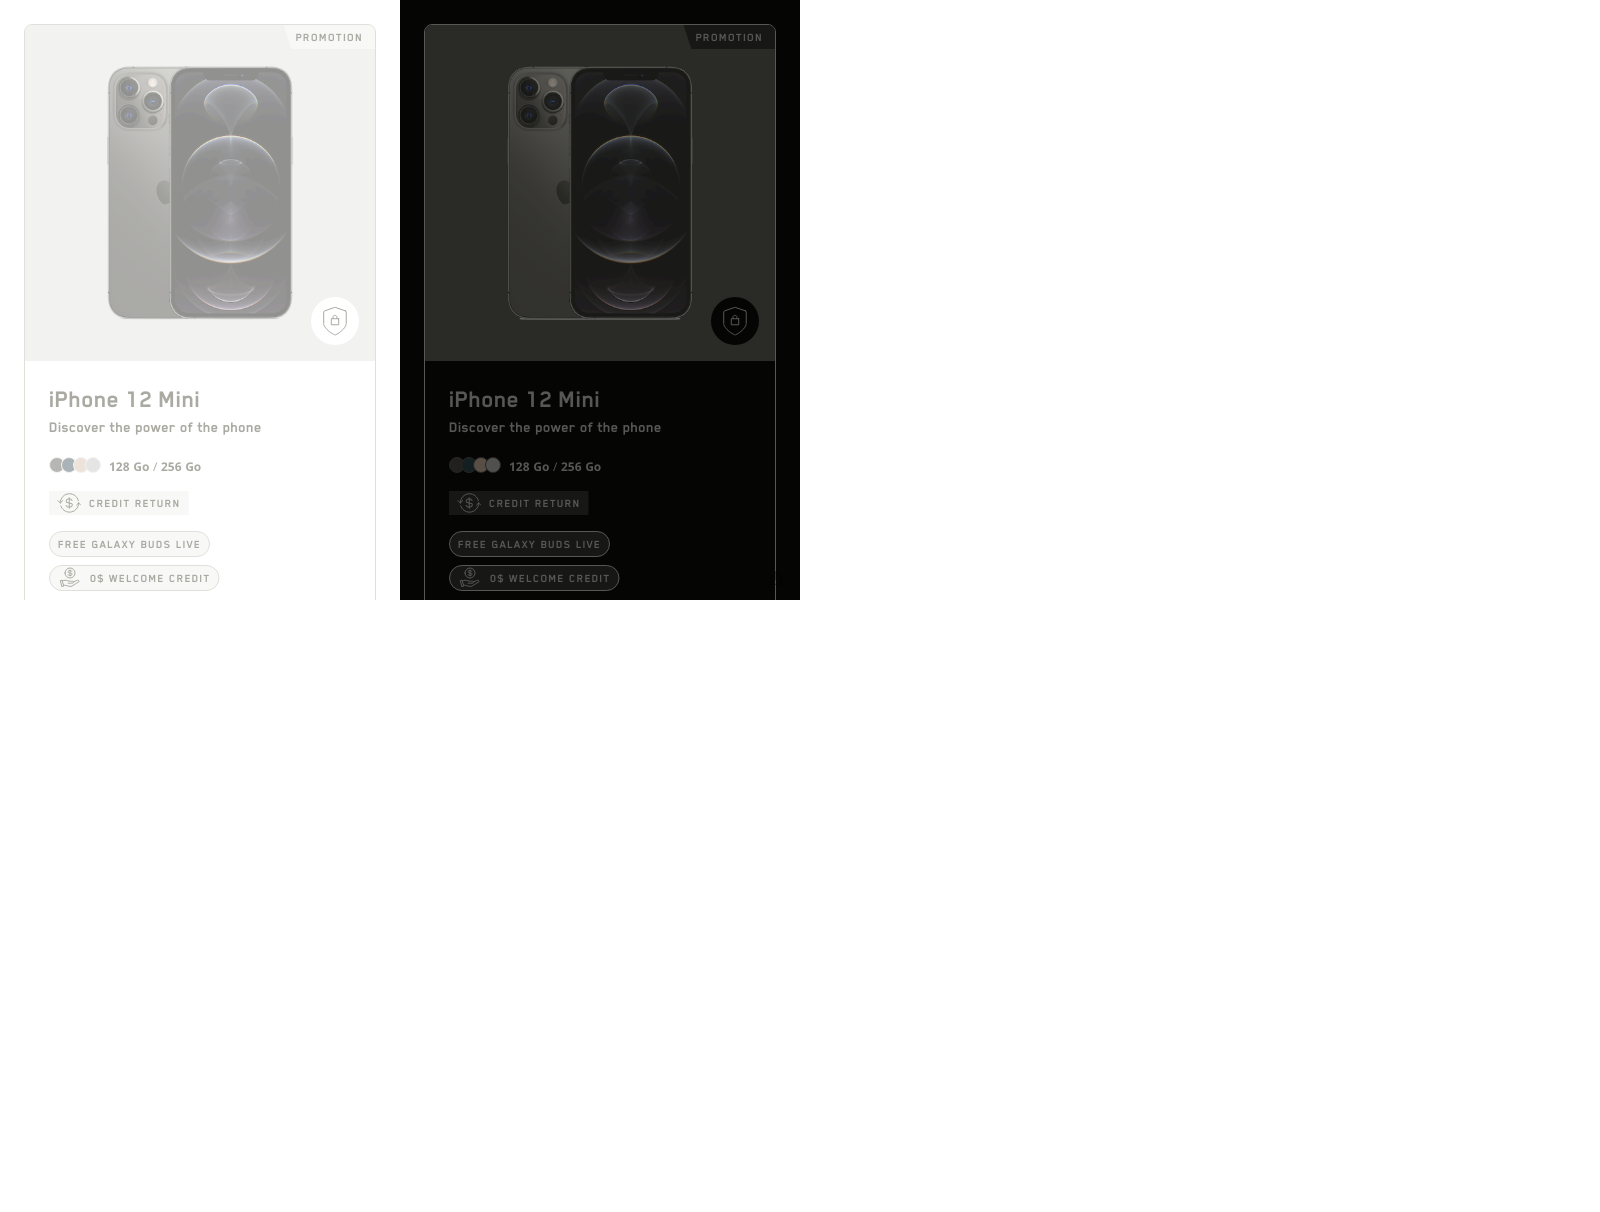 PROMOTION
iPhone 12 Mini
Discover the power of the phone
128 Go / 256 Go
CREDIT RETURN
FREE GALAXY BUDS LIVE
0$ WELCOME CREDIT
PROMOTION
iPhone 12 Mini
Discover the power of the phone
128 Go / 256 Go
CREDIT RETURN
FREE GALAXY BUDS LIVE
0$ WELCOME CREDIT